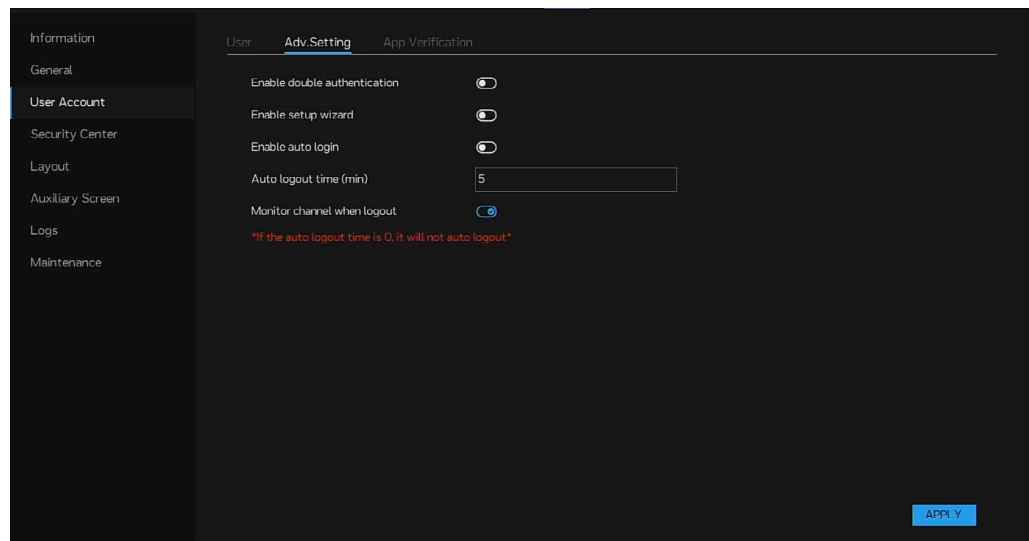 Information
General
User Account
Security Center
Layout
Auxiliary Screen
Logs
Maintenance
User Adv.Setting App Verification
Enable double authentication
Enable setup wizard
Enable auto login
Auto logout time (min) 5
Monitor channel when logout
*If the auto logout time is 0, it will not auto logout*
APPLY